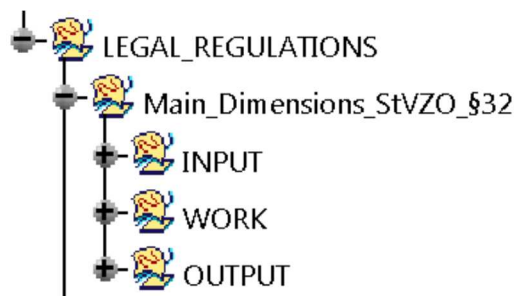 LEGAL_REGULATIONS
Main_Dimensions_StVZO_§32
INPUT
WORK
OUTPUT